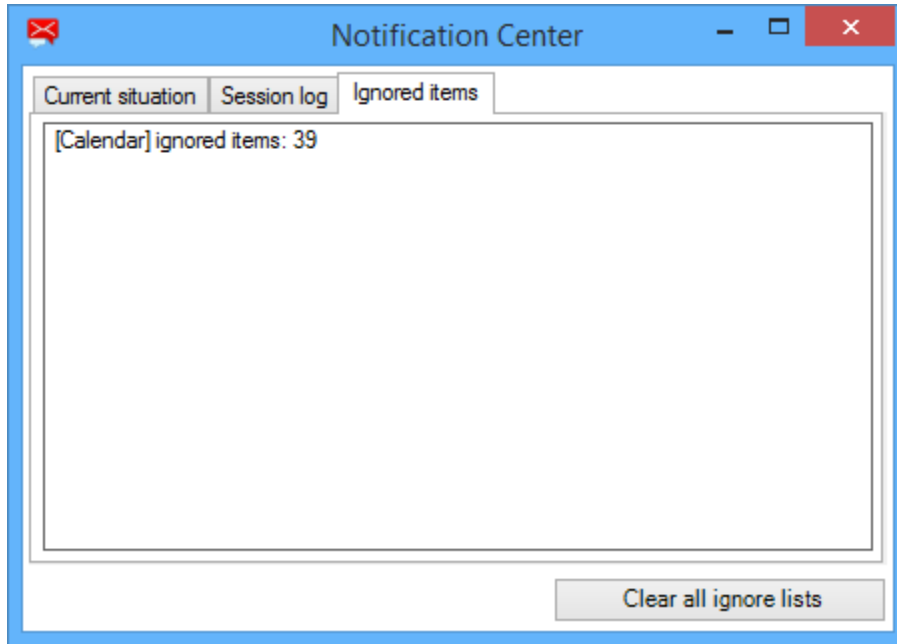 Notification Center
Current situation Session log Ignored items
[Calendar] ignored items: 39
Clear all ignore lists